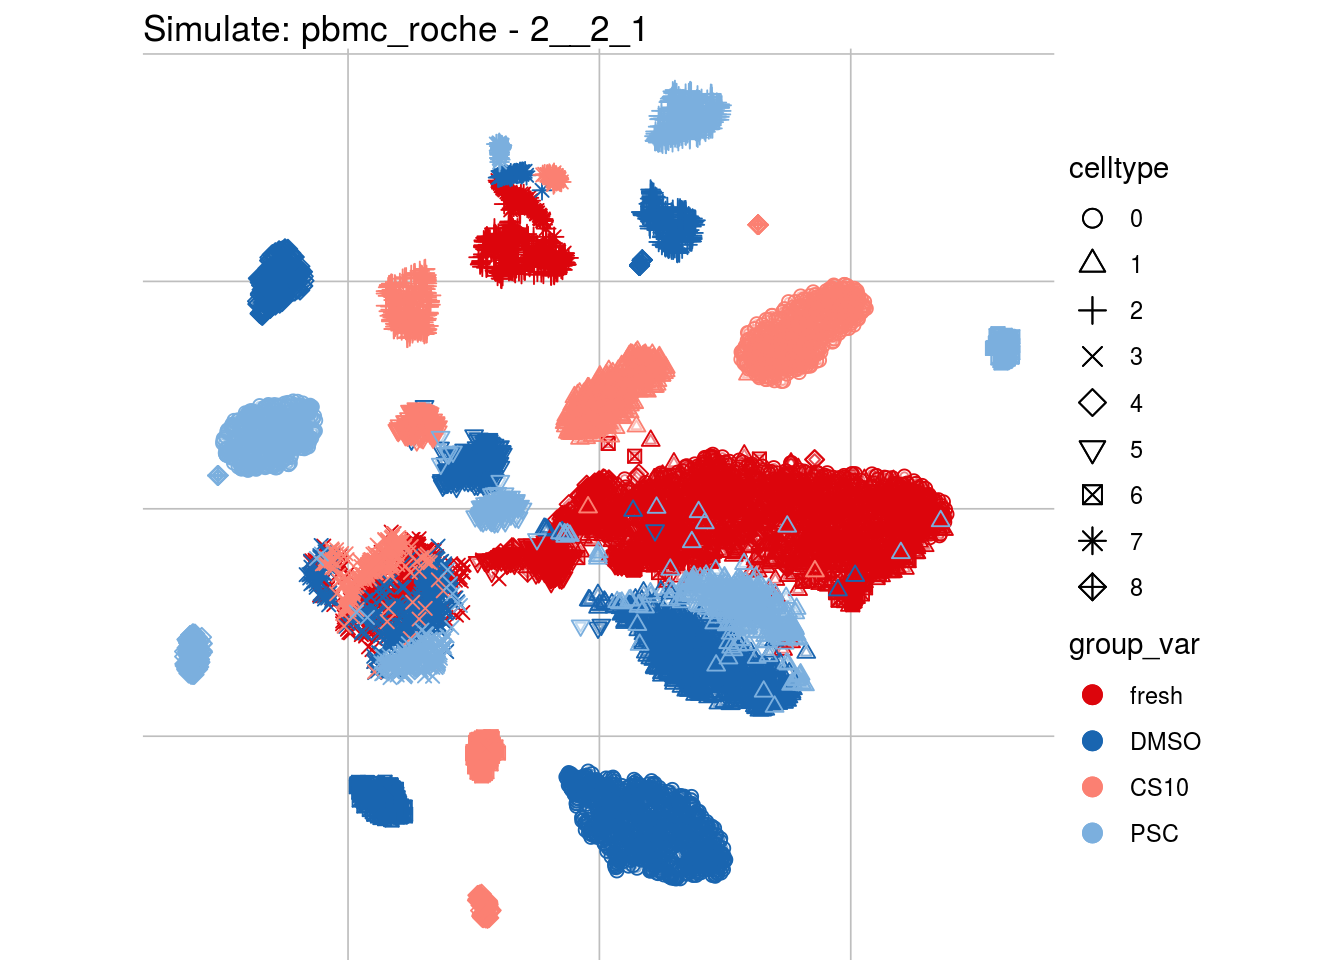 Simulate: pbmc_roche - 2__2_1
celltype
0
1
2
3
4
5
6
7
8
group_var
fresh
DMSO
CS10
PSC